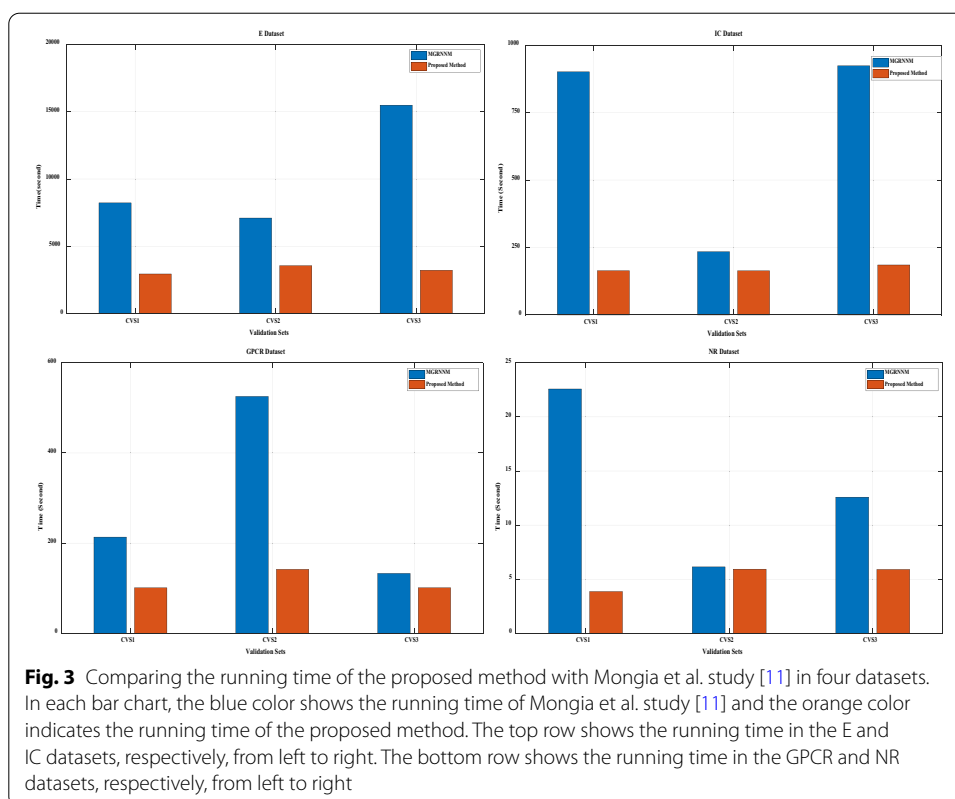 E Dataset
20000
15000
10000
5000
0
Time(second)
MGRNNM
Proposed Method
CVS1 CVS2 CVS3
Validation Sets
IC Dataset
1000
750
500
250
0
Time (Second)
MGRNNM
Proposed Method
CVS1 CVS2 CVS3
Validation Sets
GPCR Dataset
600
400
200
0
Time (Second)
MGRNNM
Proposed Method
CVS1 CVS2 CVS3
Validation Sets
NR Dataset
25
20
15
10
5
0
Time (Second)
MGRNNM
Proposed Method
CVS1 CVS2 CVS3
Validation Sets
Fig. 3 Comparing the running time of the proposed method with Mongia et al. study [11] in four datasets.
In each bar chart, the blue color shows the running time of Mongia et al. study [11] and the orange color
indicates the running time of the proposed method. The top row shows the running time in the E and
IC datasets, respectively, from left to right. The bottom row shows the running time in the GPCR and NR
datasets, respectively, from left to right